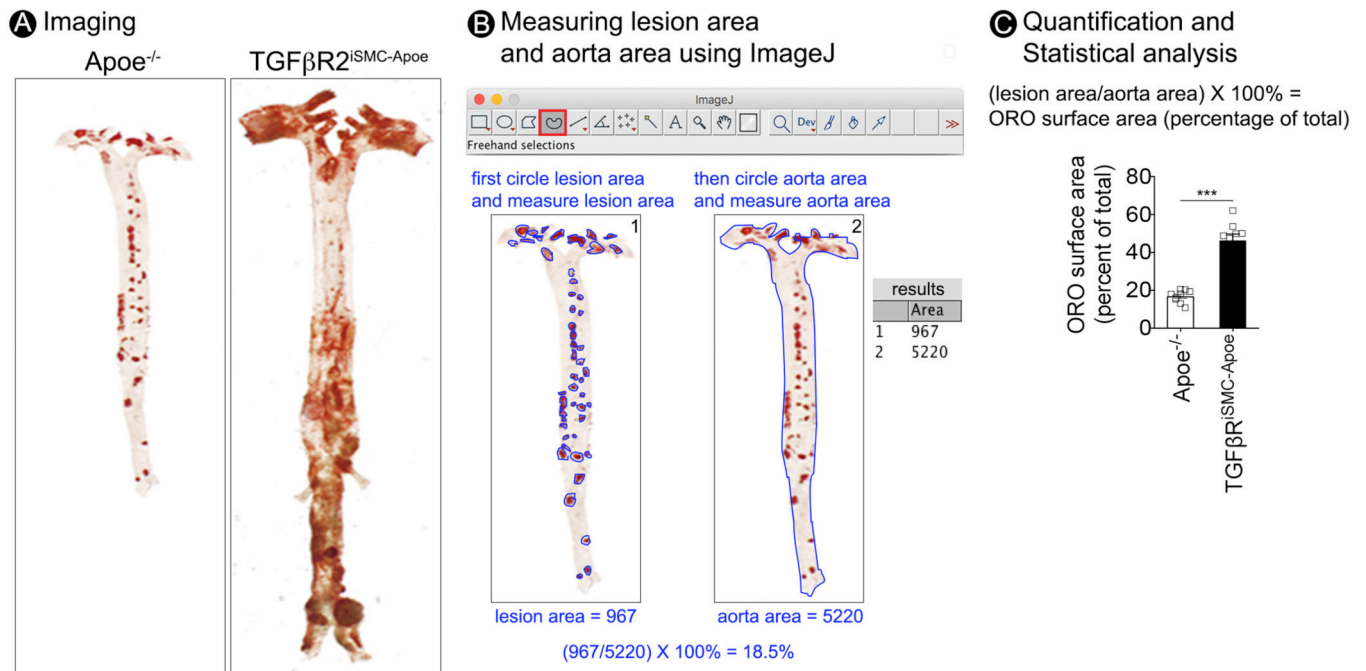 A Imaging
Apoe⁻/⁻
TGFβR2ⁱˢᴹᶜ⁻ᴬᵖᵒᵉ
B Measuring lesion area
and aorta area using ImageJ
ImageJ
A
Dev
>>
Freehand selections
first circle lesion area
and measure lesion area
then circle aorta area
and measure aorta area
1
2
results
Area
1 967
2 5220
lesion area = 967
aorta area = 5220
(967/5220) X 100% = 18.5%
C Quantification and
Statistical analysis
(lesion area/aorta area) X 100% =
ORO surface area (percentage of total)
ORO surface area
(percent of total)
80
60
40
20
0
***
Apoe⁻/⁻
TGFβRⁱˢᴹᶜ⁻ᴬᵖᵒᵉ